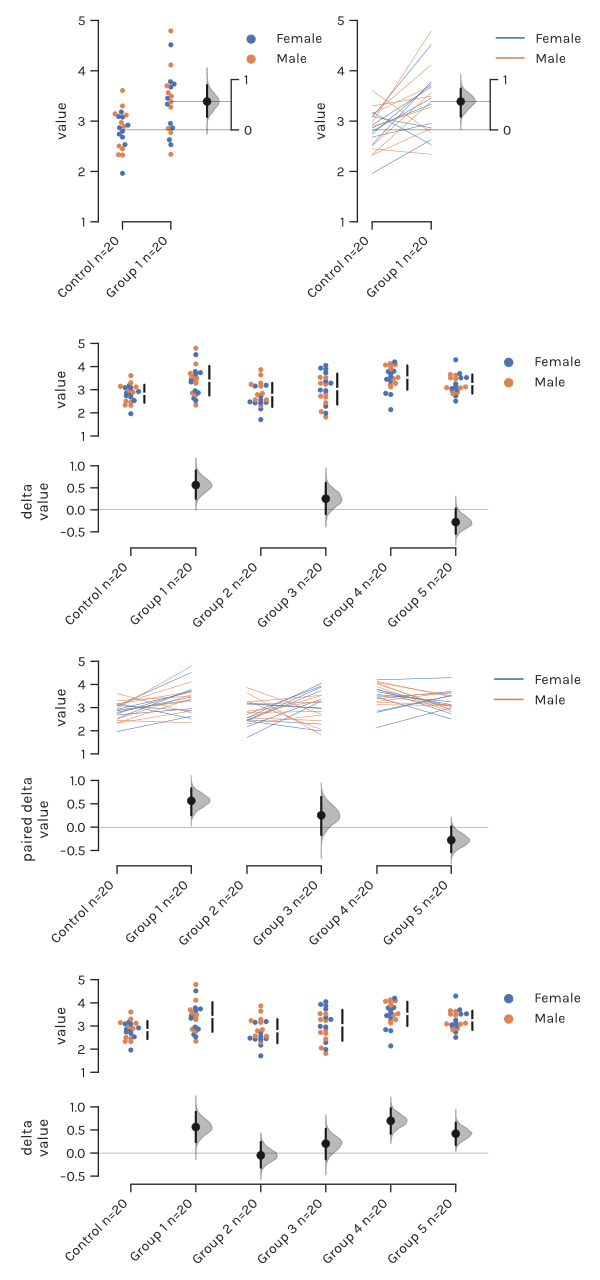 5
4
3
2
1
value
1
0
Female
Male
Control n=20
Group 1 n=20
5
4
3
2
1
value
1
0
Female
Male
Control n=20
Group 1 n=20
5
4
3
2
1
value
Female
Male
1.0
0.5
0.0
-0.5
delta
value
Control n=20
Group 1 n=20
Group 2 n=20
Group 3 n=20
Group 4 n=20
Group 5 n=20
5
4
3
2
1
value
Female
Male
1.0
0.5
0.0
-0.5
paired delta
value
Control n=20
Group 1 n=20
Group 2 n=20
Group 3 n=20
Group 4 n=20
Group 5 n=20
5
4
3
2
1
value
Female
Male
1.0
0.5
0.0
-0.5
delta
value
Control n=20
Group 1 n=20
Group 2 n=20
Group 3 n=20
Group 4 n=20
Group 5 n=20